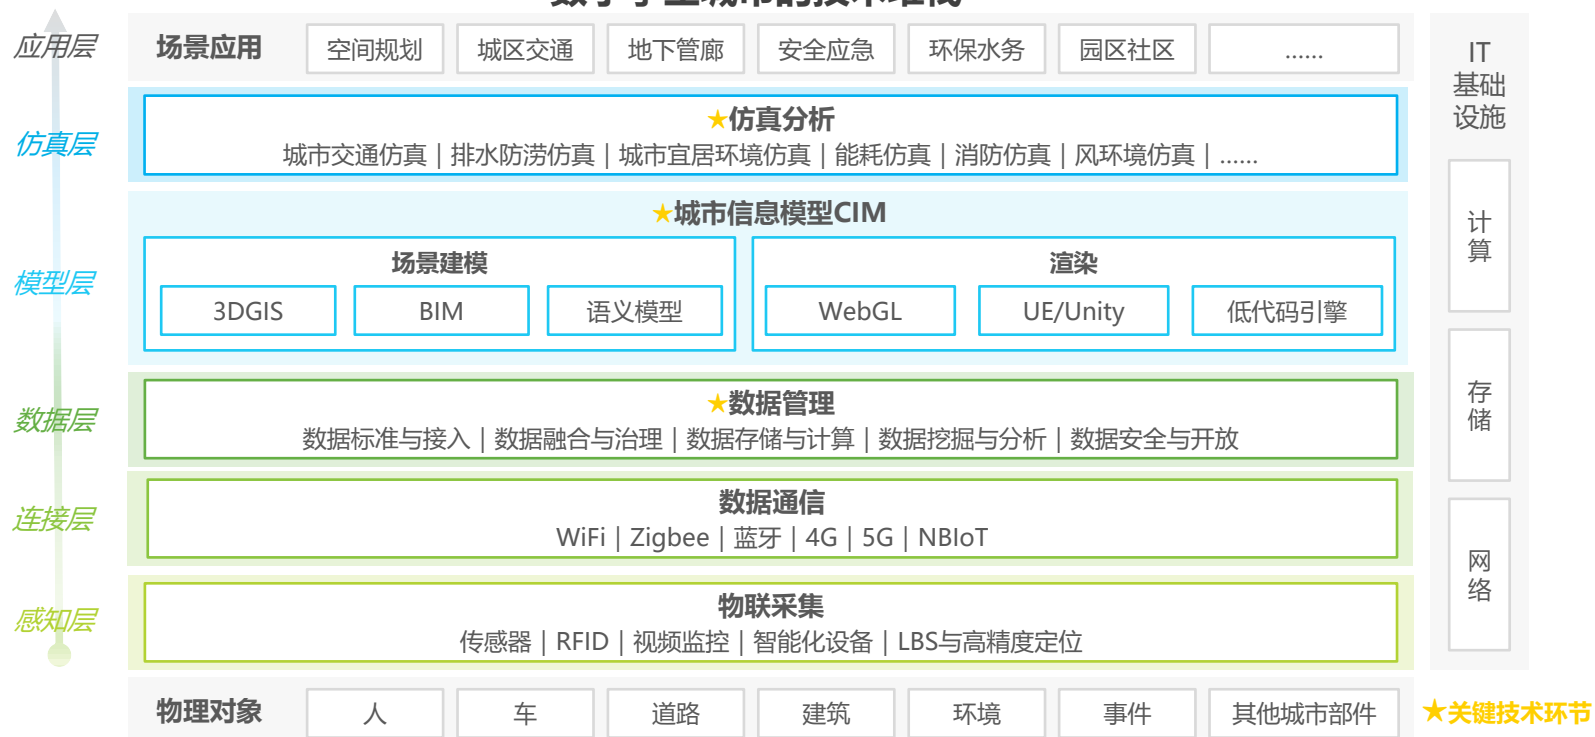 数字孪生城市的技术堆栈
应用层
场景应用
空间规划
城区交通
地下管廊
安全应急
环保水务
园区社区
……
仿真层
★仿真分析
城市交通仿真｜排水防涝仿真｜城市宜居环境仿真｜能耗仿真｜消防仿真｜风环境仿真｜……
模型层
★城市信息模型CIM
场景建模
3DGIS
BIM
语义模型
渲染
WebGL
UE/Unity
低代码引擎
数据层
★数据管理
数据标准与接入｜数据融合与治理｜数据存储与计算｜数据挖掘与分析｜数据安全与开放
连接层
数据通信
WiFi｜Zigbee｜蓝牙｜4G｜5G｜NBIoT
感知层
物联采集
传感器｜RFID｜视频监控｜智能化设备｜LBS与高精度定位
物理对象
人
车
道路
建筑
环境
事件
其他城市部件
IT
基础
设施
计
算
存
储
网
络
★关键技术环节